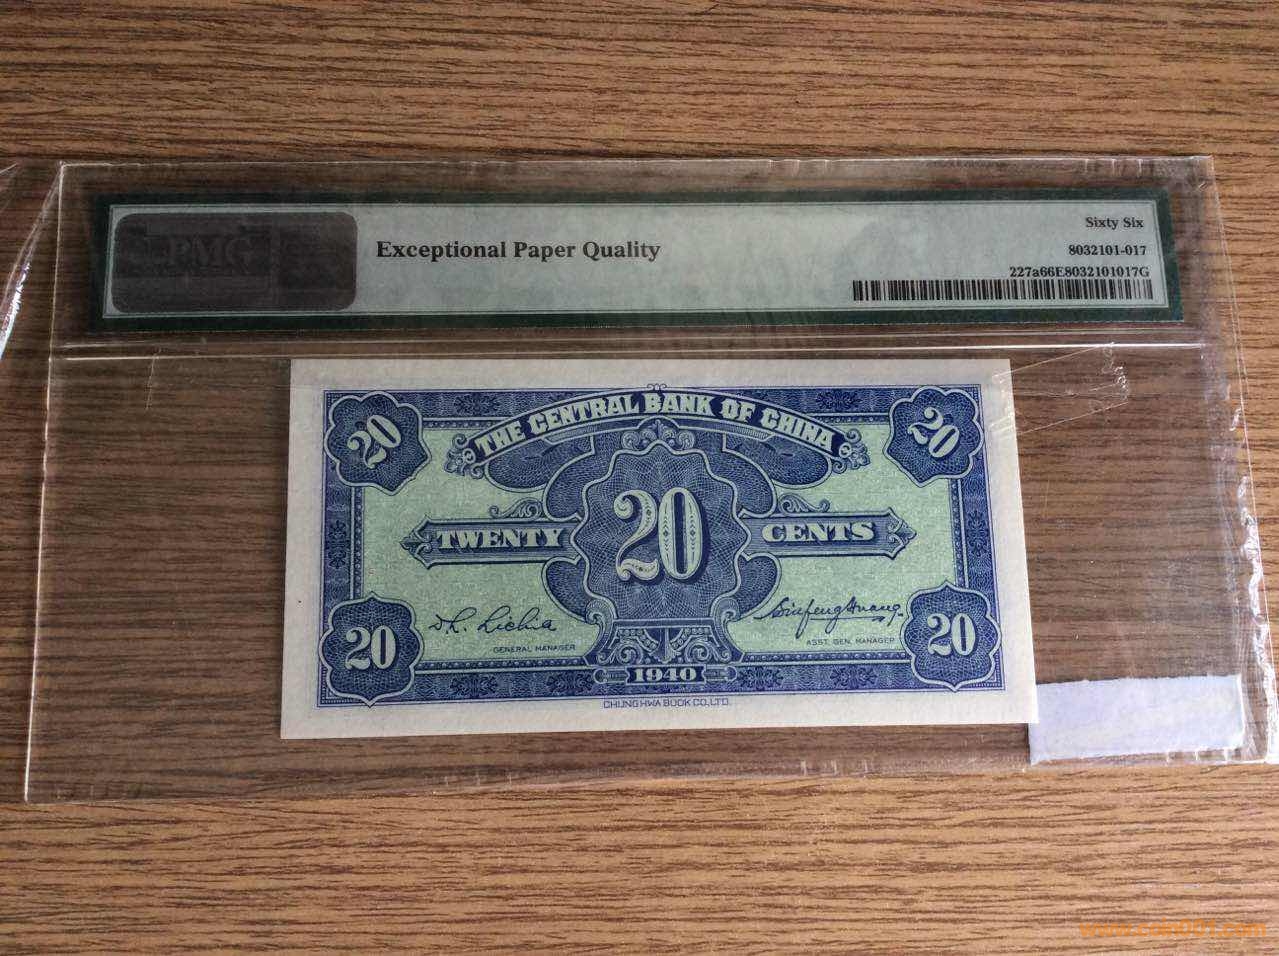 PMG
Exceptional Paper Quality
Sixty Six
8032101-017
227a66E8032101017G
THE CENTRAL BANK OF CHINA
20 20
20
TWENTY CENTS
GENERAL MANAGER
ASST. GEN. MANAGER
20 20
1940
CHUNG HWA BOOK CO., LTD.